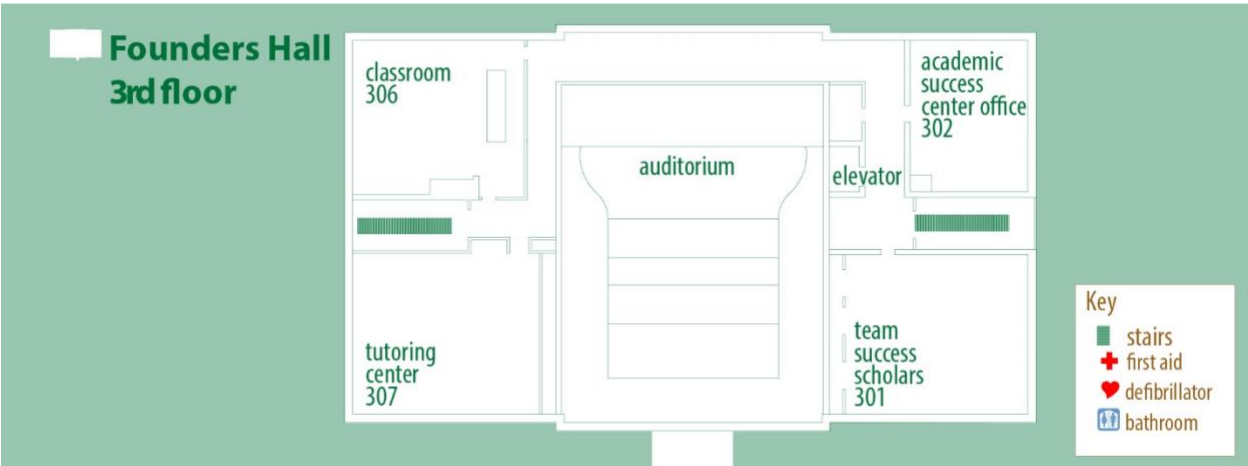 Founders Hall
3rd floor
classroom
306
auditorium
elevator
academic
success
center office
302
tutoring
center
307
team
success
scholars
301
Key
stairs
first aid
defibrillator
bathroom